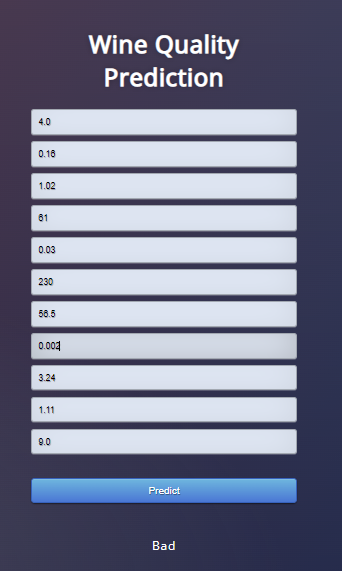 Wine Quality
Prediction
4.0
0.16
1.02
61
0.03
230
56.5
0.002
3.24
1.11
9.0
Predict
Bad